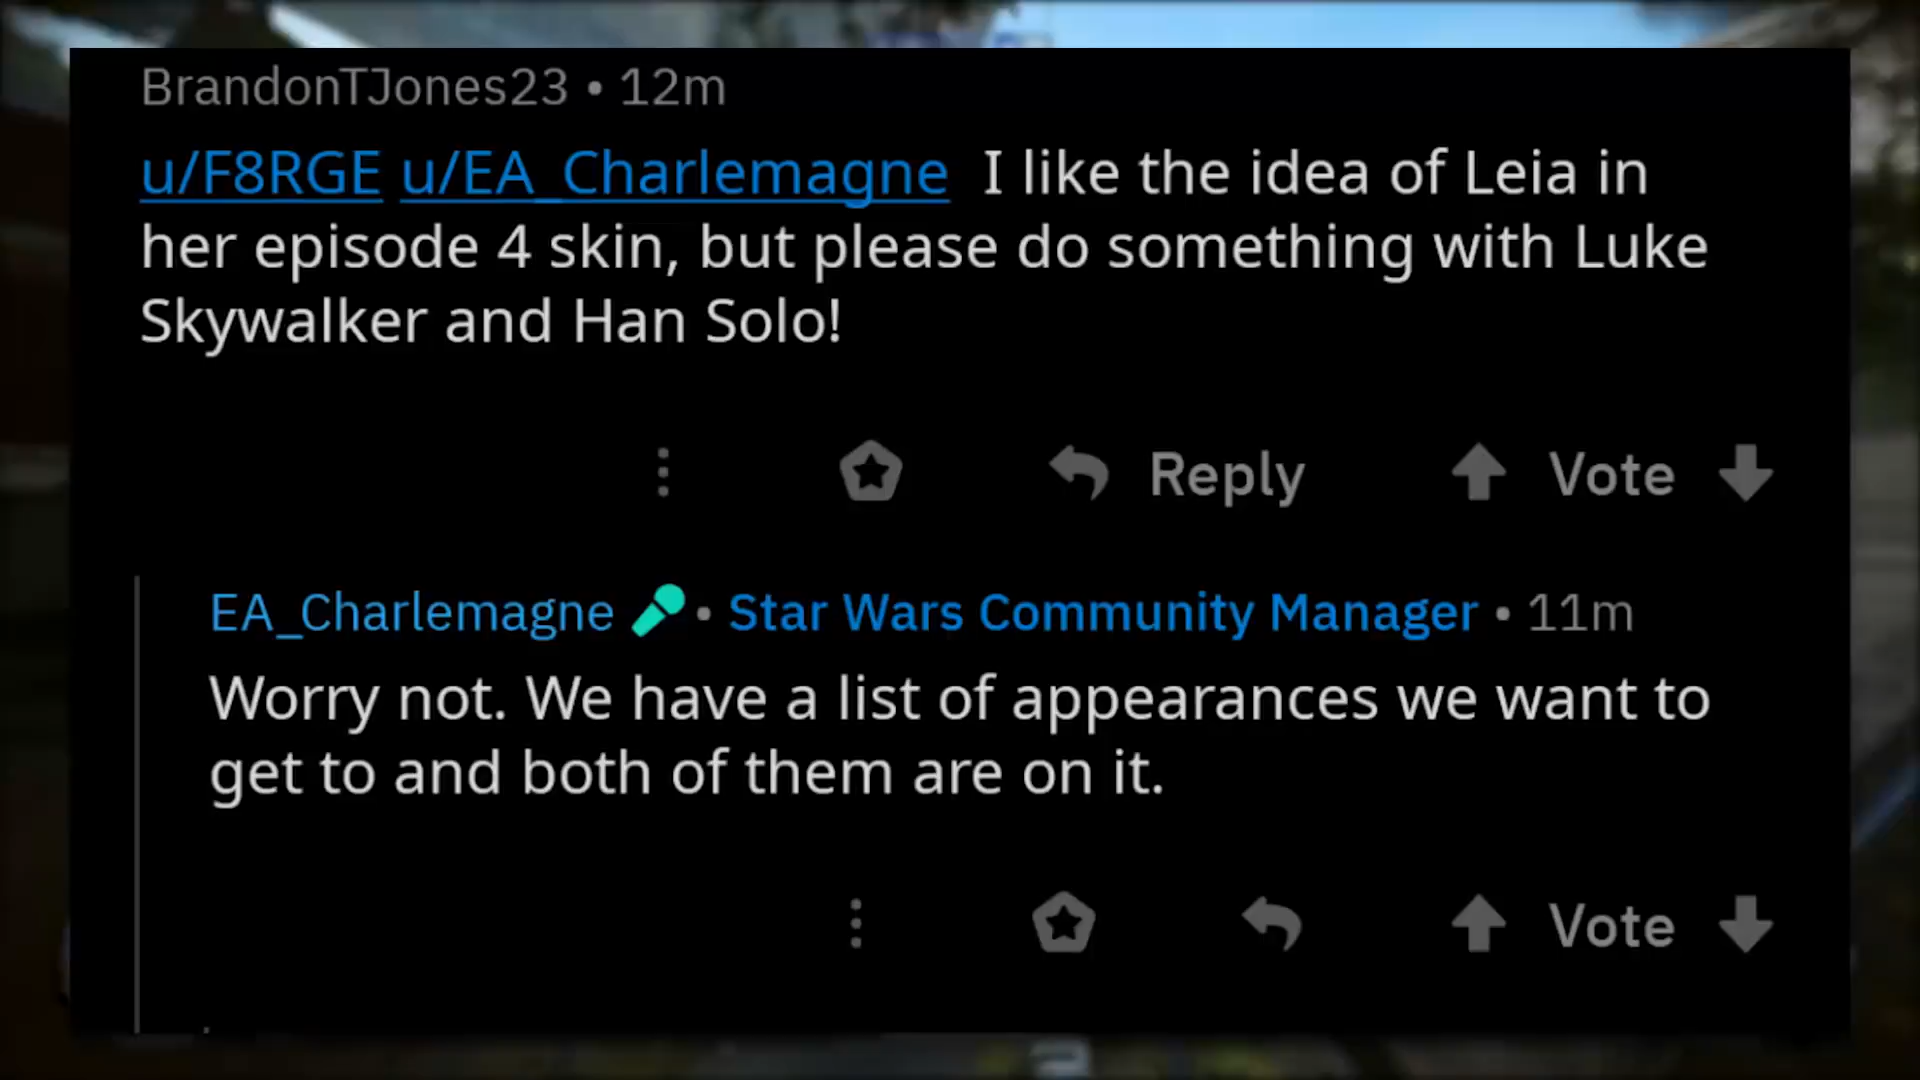 BrandonTJones23 • 12m
u/F8RGE u/EA_Charlemagne I like the idea of Leia in
her episode 4 skin, but please do something with Luke
Skywalker and Han Solo!
Reply Vote
EA_Charlemagne • Star Wars Community Manager • 11m
Worry not. We have a list of appearances we want to
get to and both of them are on it.
Vote